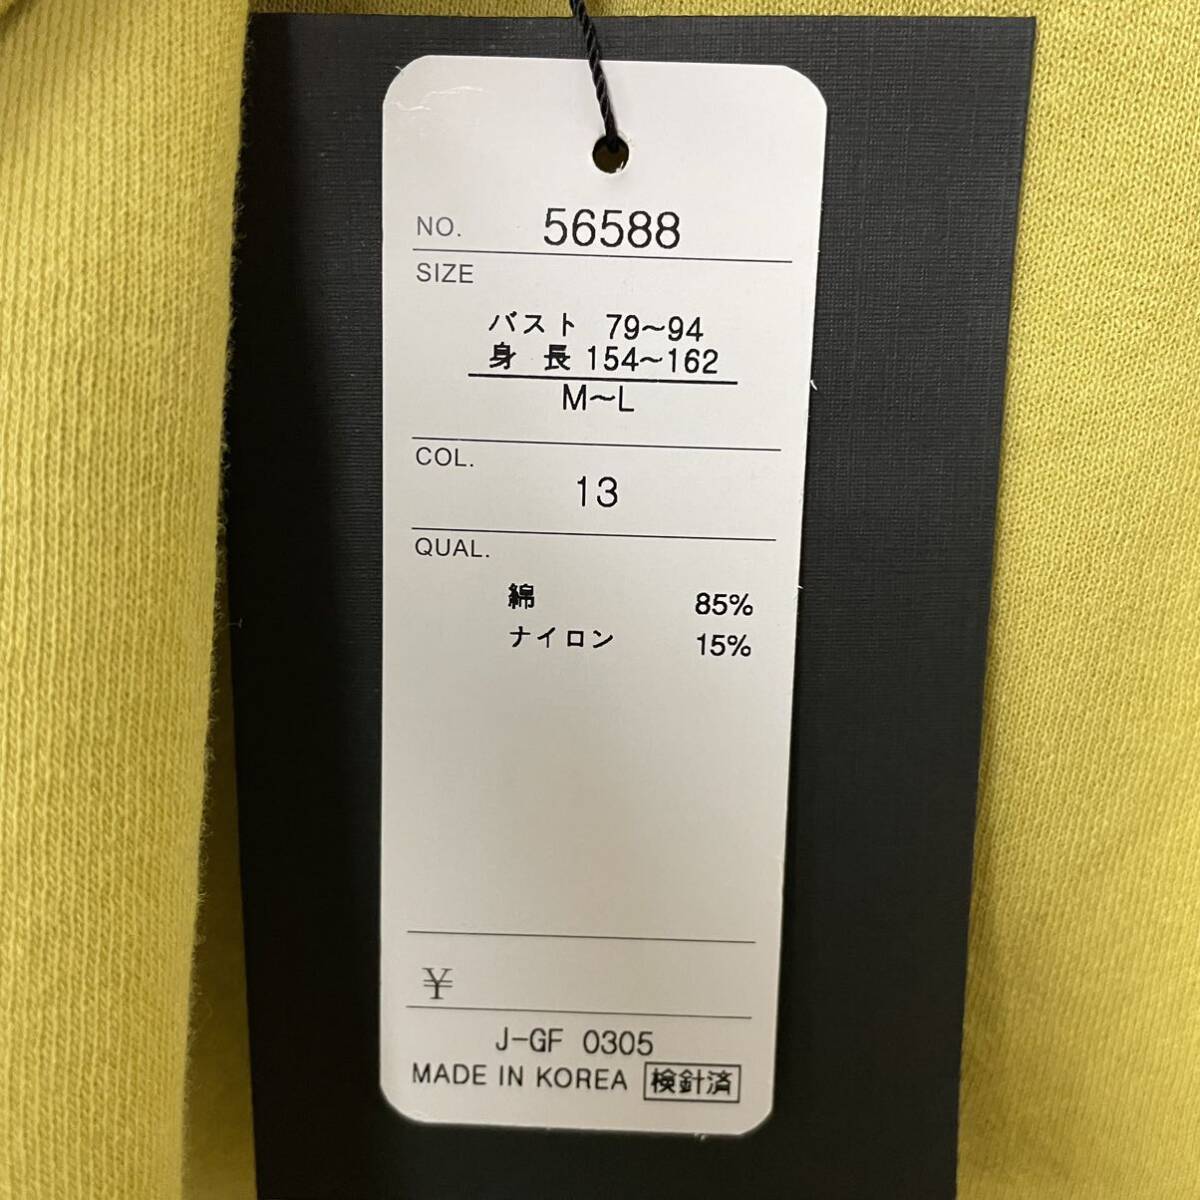 NO. 56588
SIZE
バスト 79〜94
身長 154〜162
M〜L
COL.
13
QUAL.
綿 85%
ナイロン 15%
¥
J-GF 0305
MADE IN KOREA 検針済